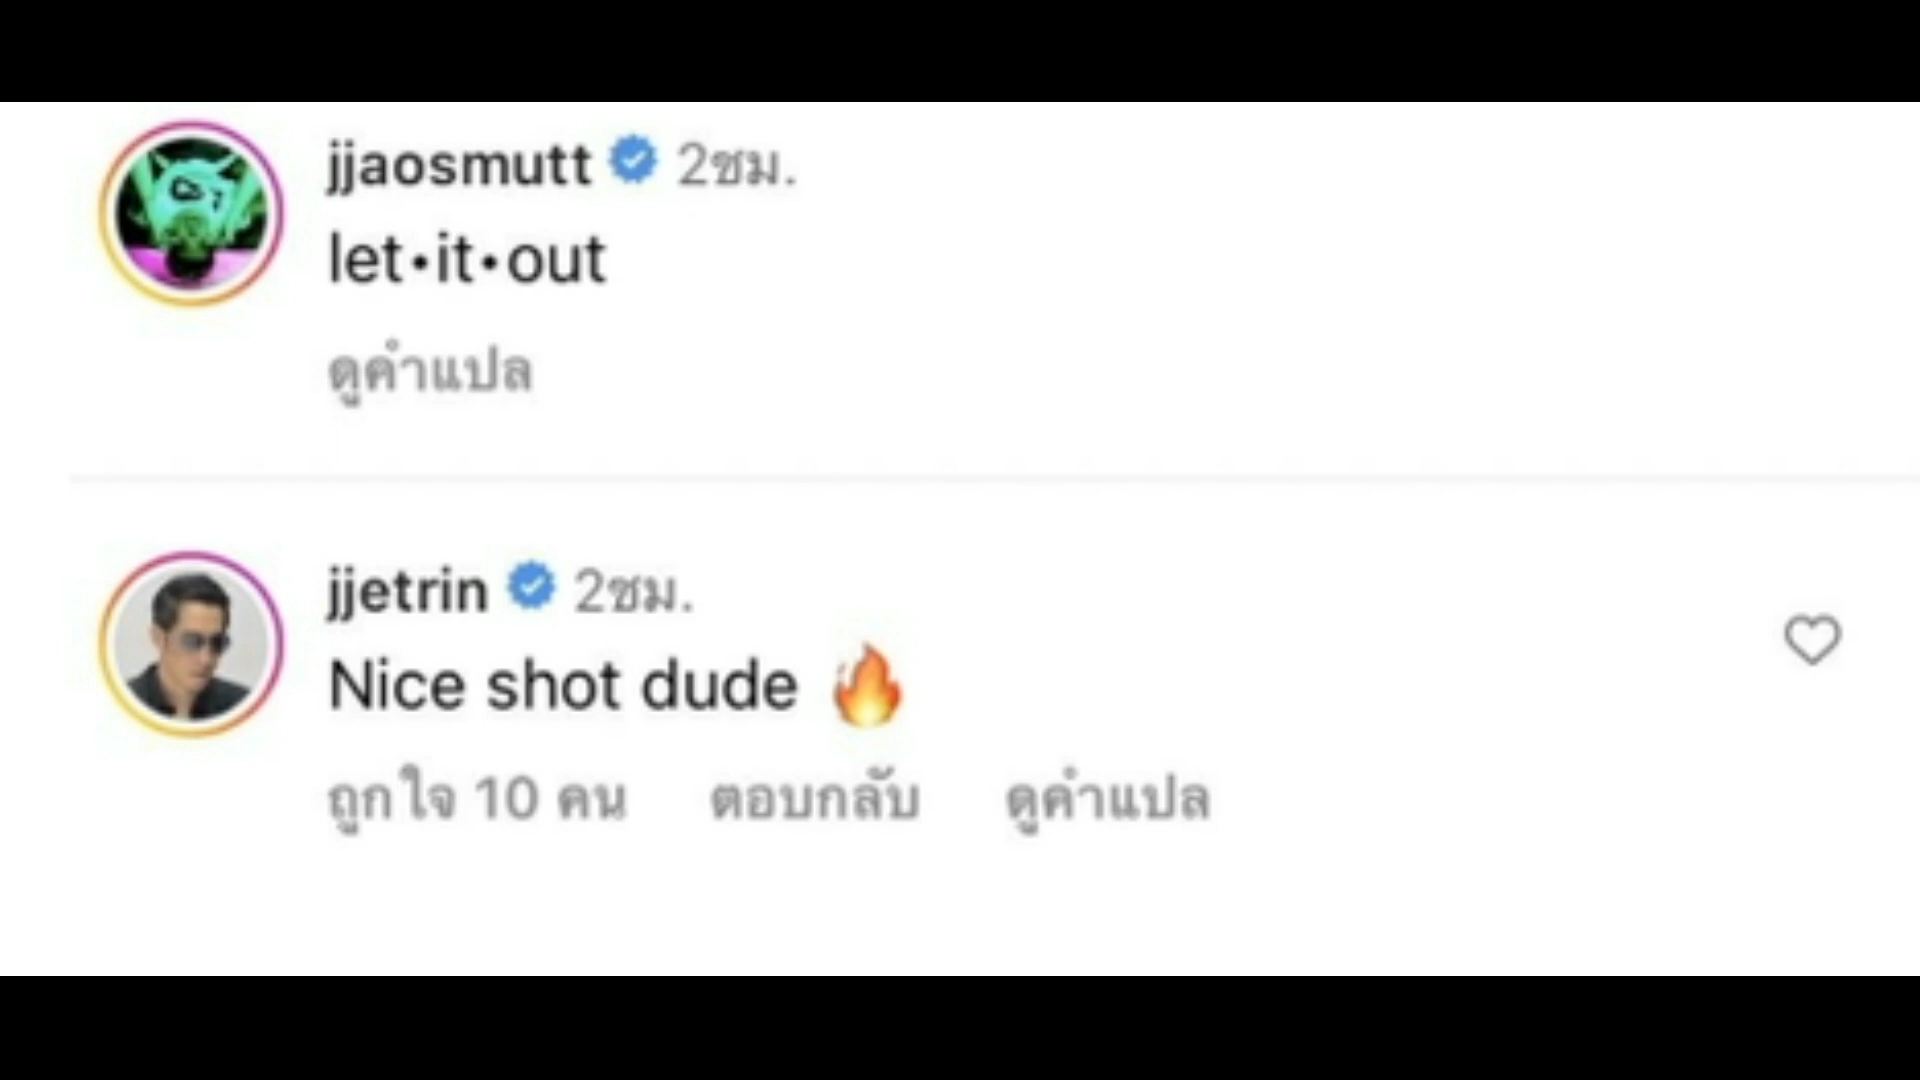 jjaosmutt 2ชม.
let•it•out
ดูคำแปล
jjetrin 2ชม.
Nice shot dude 🔥
ถูกใจ 10 คน ตอบกลับ ดูคำแปล